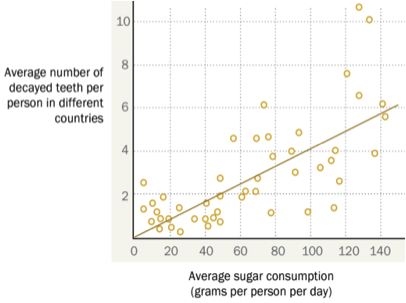 10
8
6
4
2
Average number of
decayed teeth per
person in different
countries
0 20 40 60 80 100 120 140
Average sugar consumption
(grams per person per day)